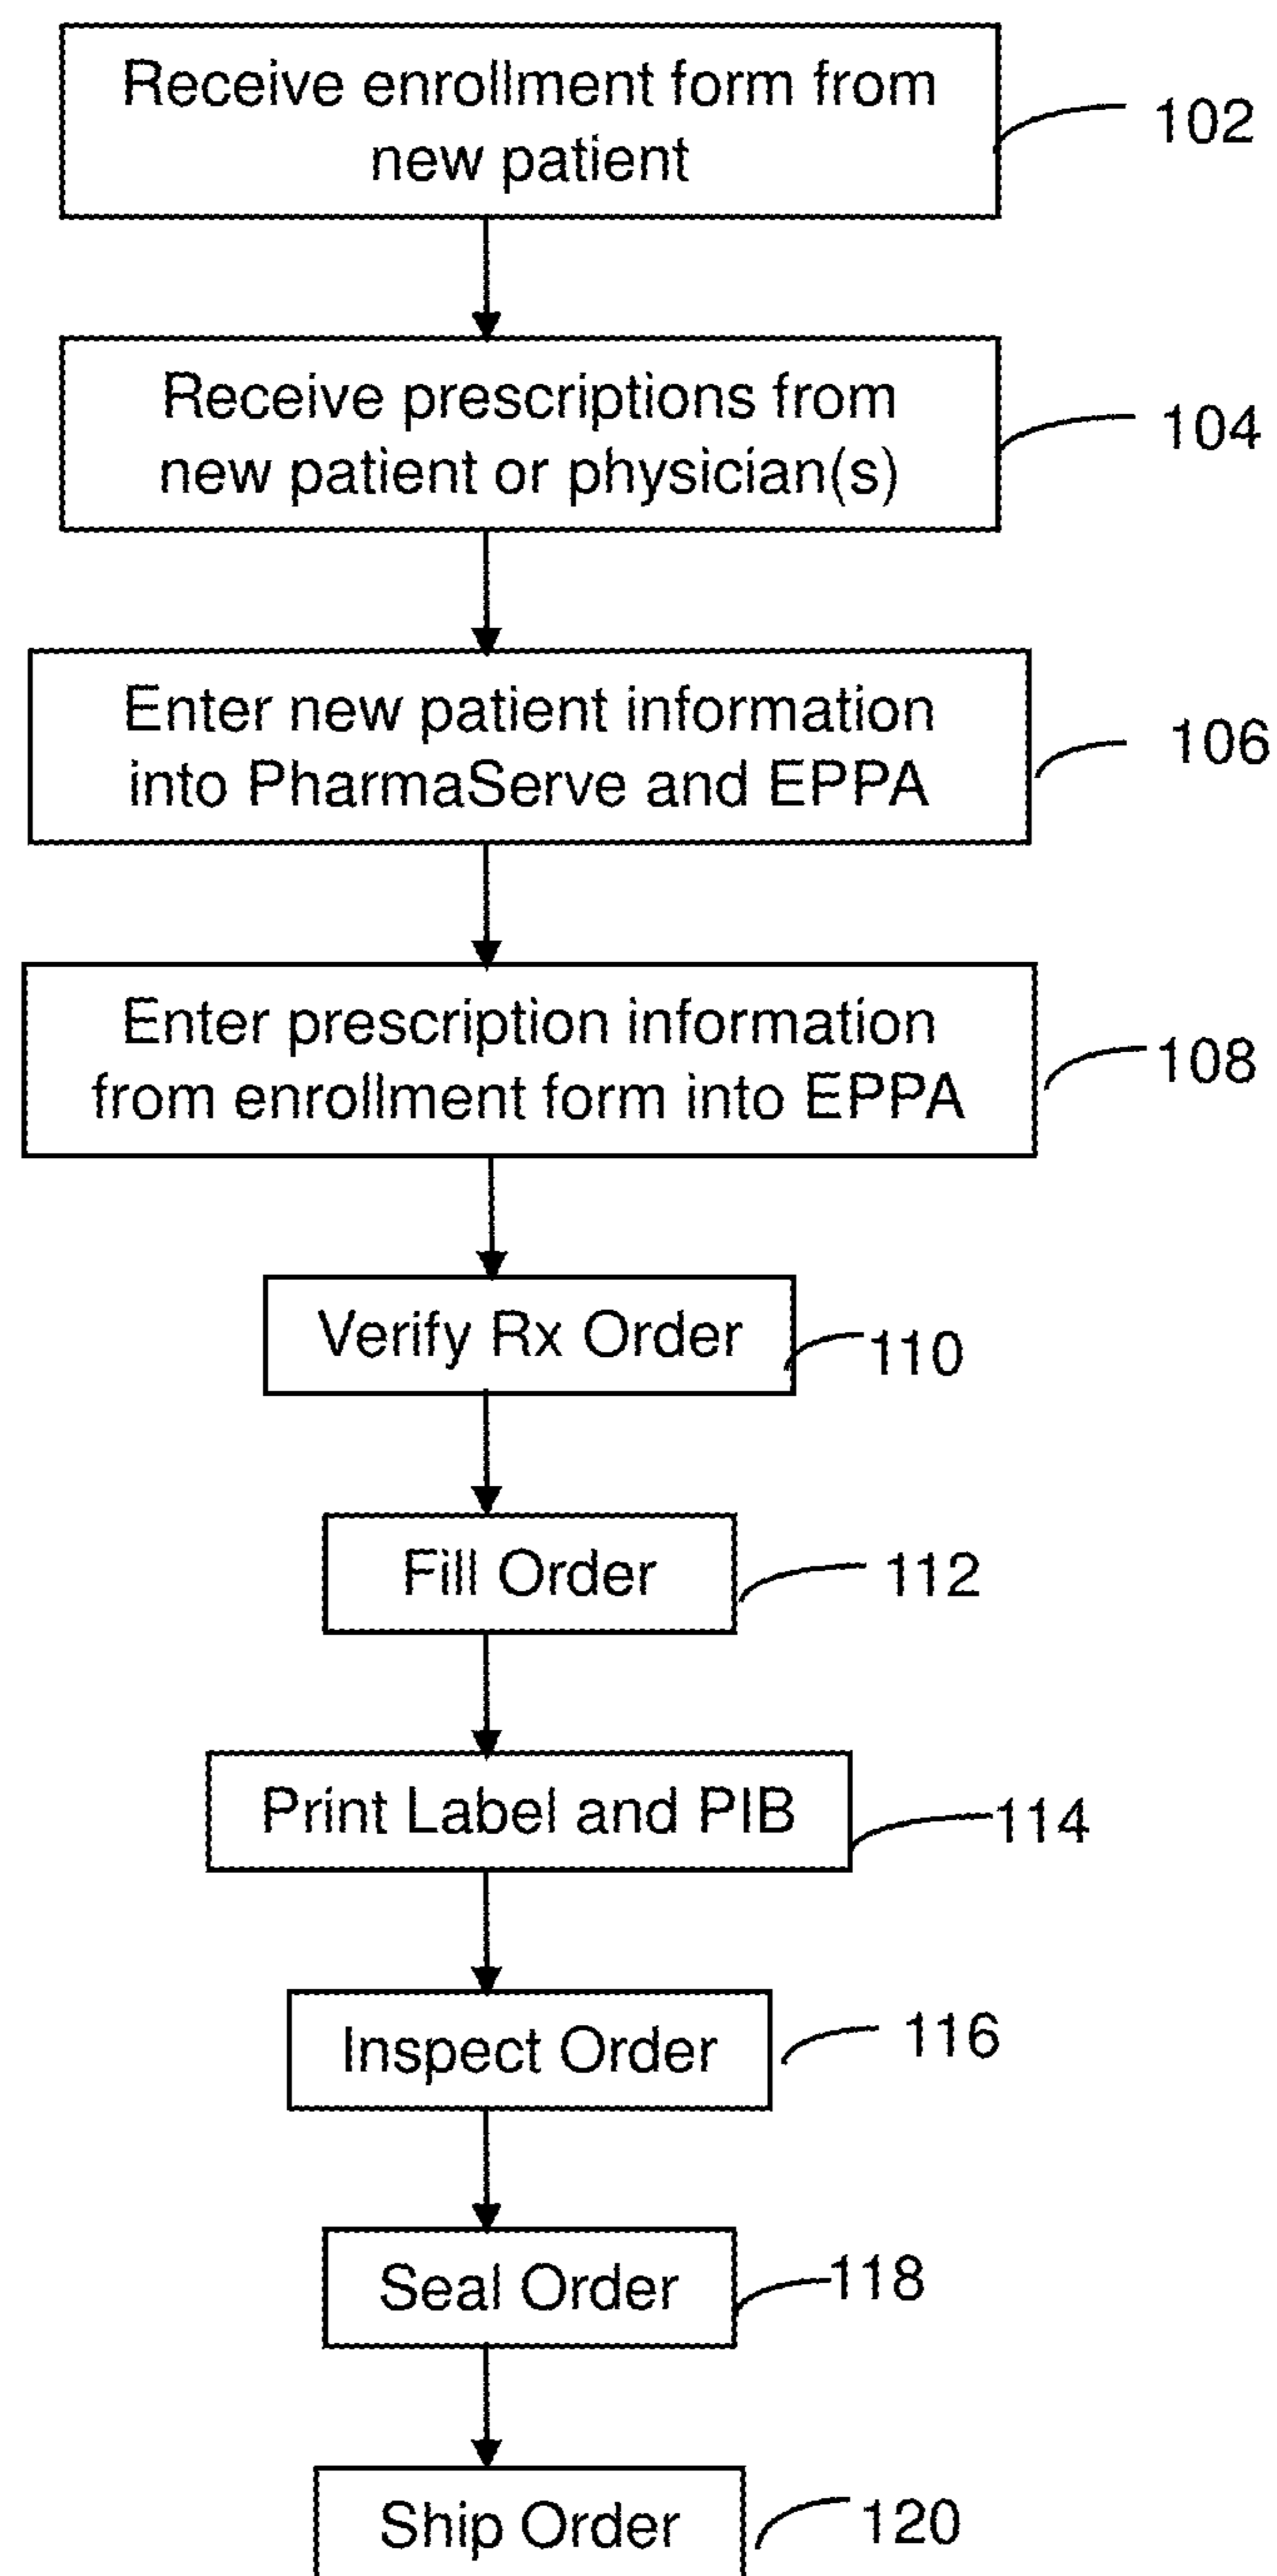 Receive enrollment form from
new patient
102
Receive prescriptions from
new patient or physician(s)
104
Enter new patient information
into PharmaServe and EPPA
106
Enter prescription information
from enrollment form into EPPA
108
Verify Rx Order
110
Fill Order
112
Print Label and PIB
114
Inspect Order
116
Seal Order
118
Ship Order
120